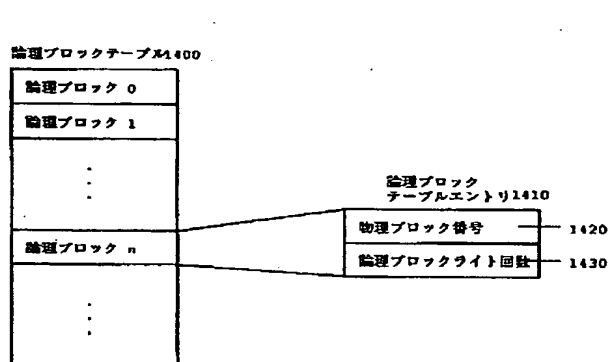 論理ブロックテーブル1400
論理ブロック 0
論理ブロック 1
論理ブロック n
論理ブロック
テーブルエントリ1410
物理ブロック番号
1420
論理ブロックライト回数
1430